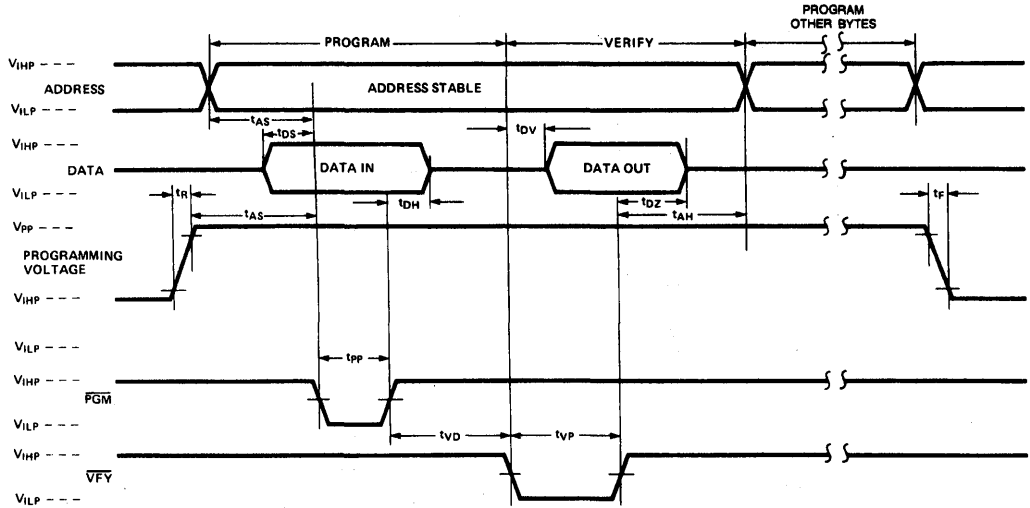 PROGRAM
OTHER BYTES
PROGRAM
VERIFY
VIHP
ADDRESS
ADDRESS STABLE
VILP
tAS
tDS
tDV
VIHP
DATA
DATA IN
DATA OUT
VILP
tR
tDH
tDZ
tF
tAS
tAH
VPP
PROGRAMMING
VOLTAGE
VIHP
VILP
tPP
VIHP
PGM
VILP
tVD
tVP
VIHP
VFY
VILP